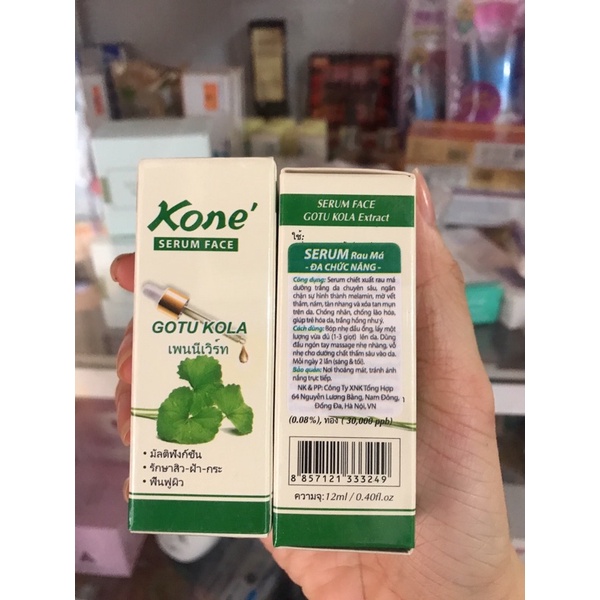 Kone'
SERUM FACE
GOTU KOLA
เพนนีเวิร์ท
• มัลติฟังก์ชัน
• รักษาสิว-ฝ้า-กระ
• ฟื้นฟูผิว
SERUM FACE
GOTU KOLA Extract
ใช้:
SERUM Rau Má
- ĐA CHỨC NĂNG -
Công dụng: Serum chiết xuất rau má
dưỡng trắng da chuyên sâu, ngăn
chặn sự hình thành melamin, mờ vết
thâm, nám, tàn nhang và xóa tan mụn
trên da. Chống nhăn, chống lão hóa,
giúp trẻ hóa da, trắng hồng như ý.
Cách dùng: Bóp nhẹ đầu ống, lấy một
lượng vừa đủ (1-3 giọt) lên da. Dùng
đầu ngón tay massage nhẹ nhàng, vỗ
nhẹ cho dưỡng chất thấm sâu vào da.
Mỗi ngày 2 lần (sáng & tối).
Bảo quản: Nơi thoáng mát, tránh ánh
nắng trực tiếp.
NK & PP: Công Ty XNK Tổng Hợp
64 Nguyễn Lương Bằng, Nam Đồng,
Đống Đa, Hà Nội, VN
(0.08%), ทอง (30,000 ppb)
8 857121 333249
ความจุ: 12ml / 0.40fl.oz